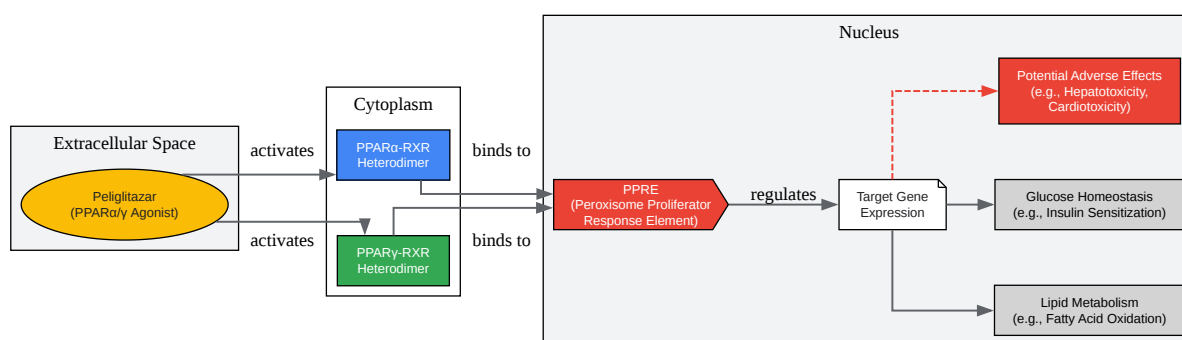 Extracellular Space
Peliglitazar
(PPARα/γ Agonist)
activates
activates
Cytoplasm
PPARα-RXR
Heterodimer
PPARγ-RXR
Heterodimer
binds to
binds to
Nucleus
PPRE
(Peroxisome Proliferator
Response Element)
regulates
Target Gene
Expression
Potential Adverse Effects
(e.g., Hepatotoxicity,
Cardiotoxicity)
Glucose Homeostasis
(e.g., Insulin Sensitization)
Lipid Metabolism
(e.g., Fatty Acid Oxidation)